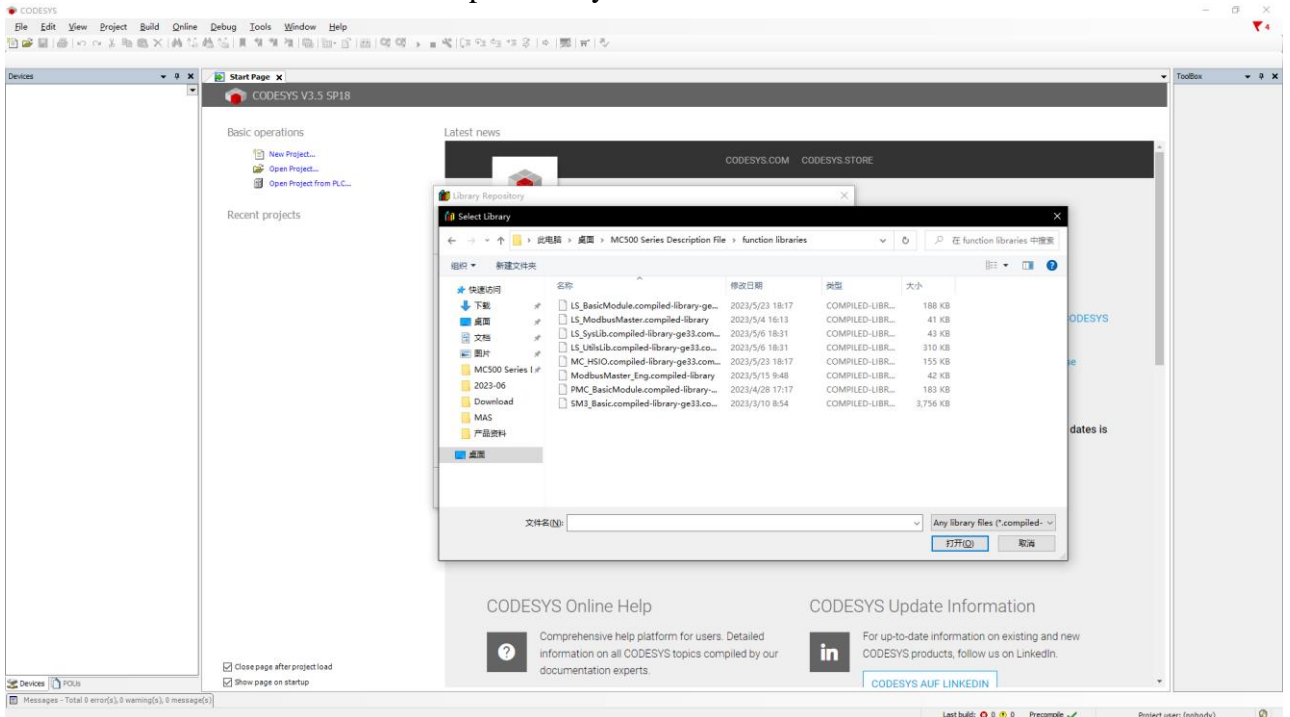 CODESYS
File Edit View Project Build Online Debug Tools Window Help
4
Devices
Start Page
ToolBox
CODESYS V3.5 SP18
Basic operations
New Project...
Open Project...
Open Project from PLC...
Recent projects
Latest news
CODESYS.COM CODESYS.STORE
Library Repository
Select Library
此电脑 › 桌面 › MC500 Series Description File › function libraries
在 function libraries 中搜索
组织 新建文件夹
快速访问
下载
桌面
文档
图片
MC500 Series (
2023-06
Download
MAS
产品资料
桌面
名称 修改日期 类型 大小
LS_BasicModule.compiled-library-ge... 2023/5/23 18:17 COMPILED-LIBR... 188 KB
LS_ModbusMaster.compiled-library 2023/5/4 16:13 COMPILED-LIBR... 41 KB
LS_SysLib.compiled-library-ge33.com... 2023/5/6 18:31 COMPILED-LIBR... 43 KB
LS_UtilsLib.compiled-library-ge33.co... 2023/5/6 18:31 COMPILED-LIBR... 310 KB
MC_HSIO.compiled-library-ge33.com... 2023/5/23 18:17 COMPILED-LIBR... 155 KB
ModbusMaster_Eng.compiled-library 2023/5/15 9:48 COMPILED-LIBR... 42 KB
PMC_BasicModule.compiled-library-... 2023/4/28 17:17 COMPILED-LIBR... 183 KB
SM3_Basic.compiled-library-ge33.co... 2023/3/10 8:54 COMPILED-LIBR... 3,756 KB
文件名(N):
Any library files (*.compiled-
打开(O) 取消
ODESYS
se
dates is
CODESYS Online Help
Comprehensive help platform for users. Detailed
information on all CODESYS topics compiled by our
documentation experts.
CODESYS Update Information
in
For up-to-date information on existing and new
CODESYS products, follow us on LinkedIn.
CODESYS AUF LINKEDIN
Close page after project load
Show page on startup
Devices POUs
Messages - Total 0 error(s), 0 warning(s), 0 message(s)
Last build: 0 0 Precompile Project user: (nobody)